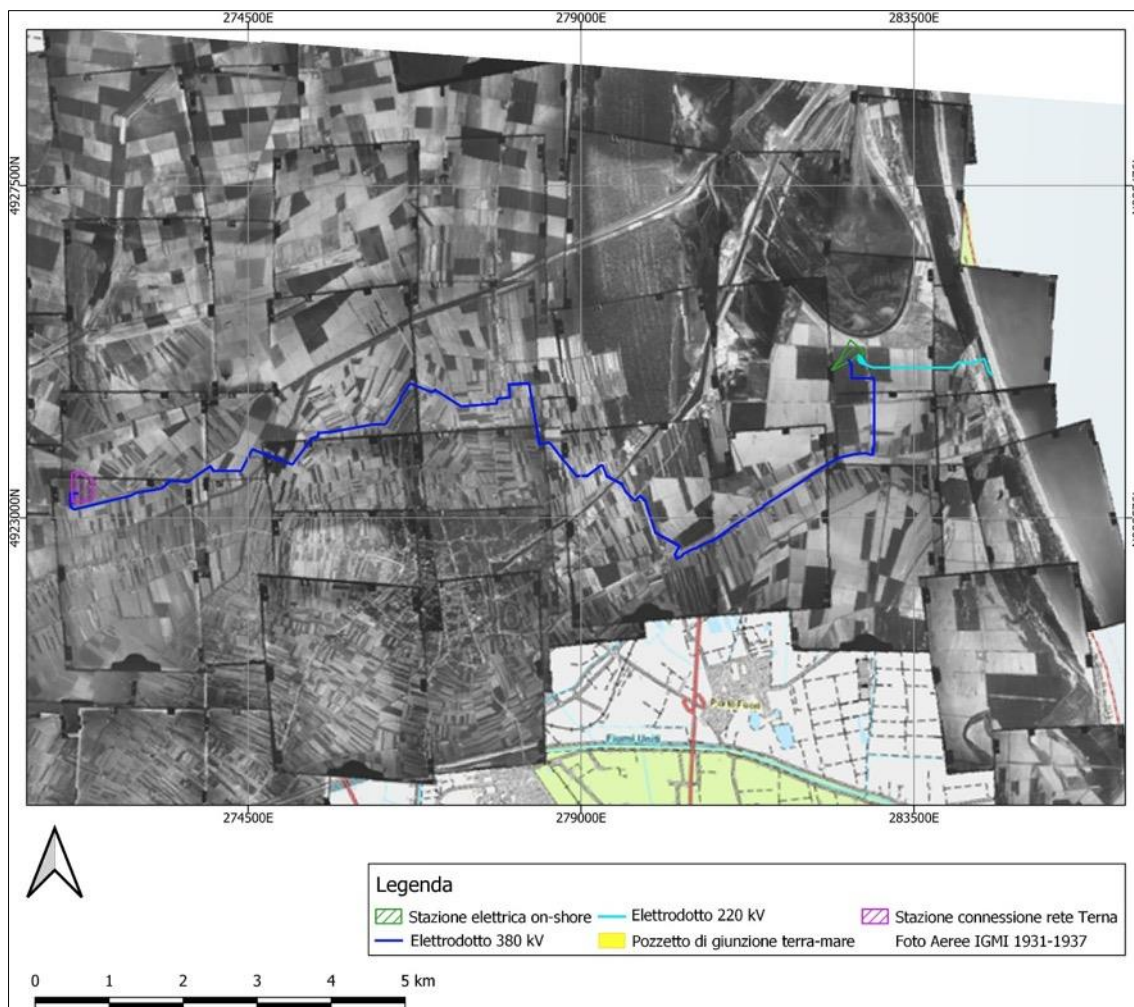 274500E 279000E 283500E
4927500N
4923000N
Fiumi Uniti
274500E 279000E 283500E
Legenda
Stazione elettrica on-shore Elettrodotto 220 kV Stazione connessione rete Terna
Elettrodotto 380 kV Pozzetto di giunzione terra-mare Foto Aeree IGMI 1931-1937
0 1 2 3 4 5 km